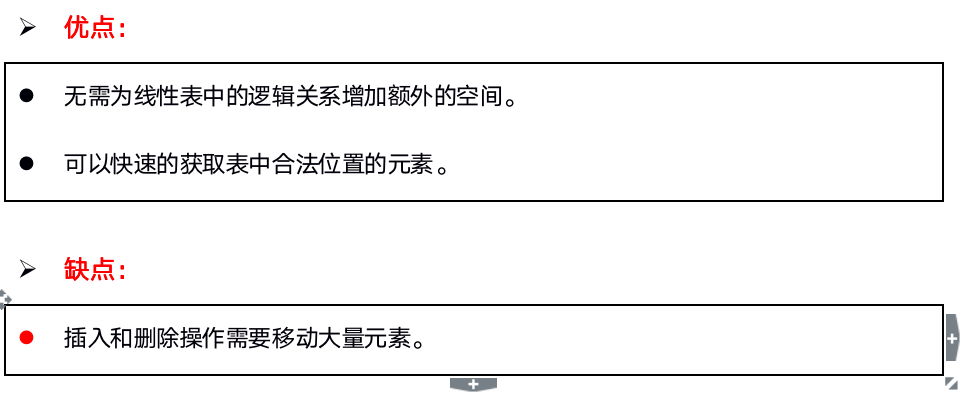 优点：
无需为线性表中的逻辑关系增加额外的空间。
可以快速的获取表中合法位置的元素。
缺点：
插入和删除操作需要移动大量元素。